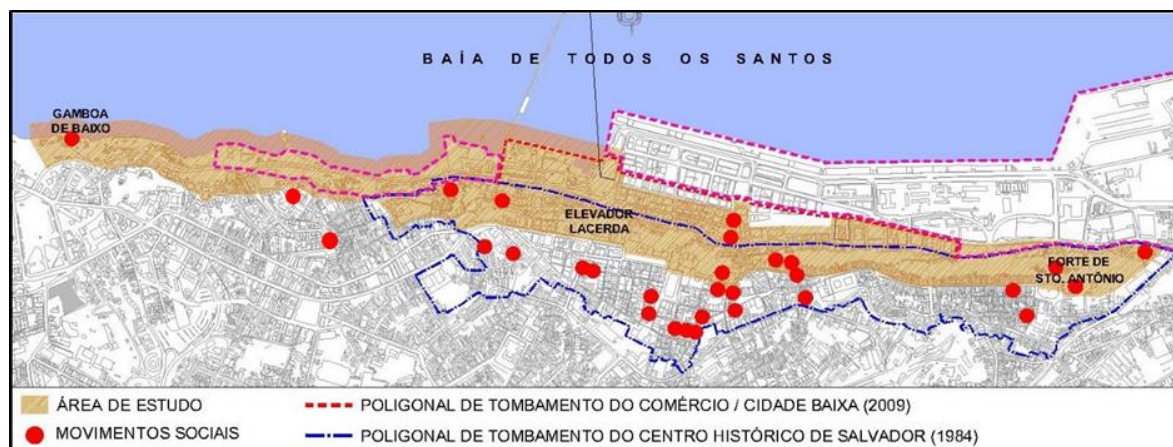 BAÍA DE TODOS OS SANTOS
GAMBOA
DE BAIXO
ELEVADOR
LACERDA
FORTE DE
STO. ANTÔNIO
ÁREA DE ESTUDO
POLIGONAL DE TOMBAMENTO DO COMÉRCIO / CIDADE BAIXA (2009)
MOVIMENTOS SOCIAIS
POLIGONAL DE TOMBAMENTO DO CENTRO HISTÓRICO DE SALVADOR (1984)